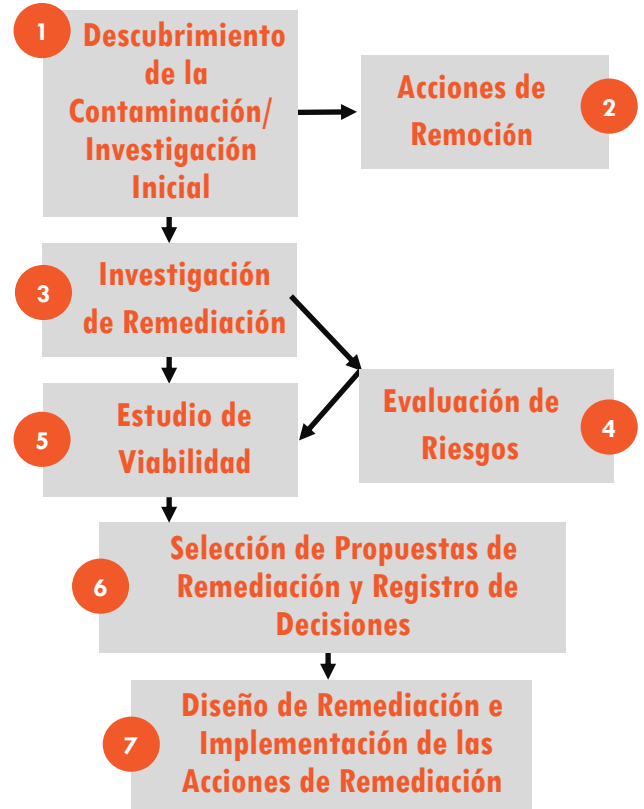 1
Descubrimiento
de la
Contaminación/
Investigación
Inicial
Acciones de
Remoción
2
3
Investigación
de Remediación
Evaluación de
Riesgos
4
5
Estudio de
Viabilidad
6
Selección de Propuestas de
Remediación y Registro de
Decisiones
7
Diseño de Remediación e
Implementación de las
Acciones de Remediación